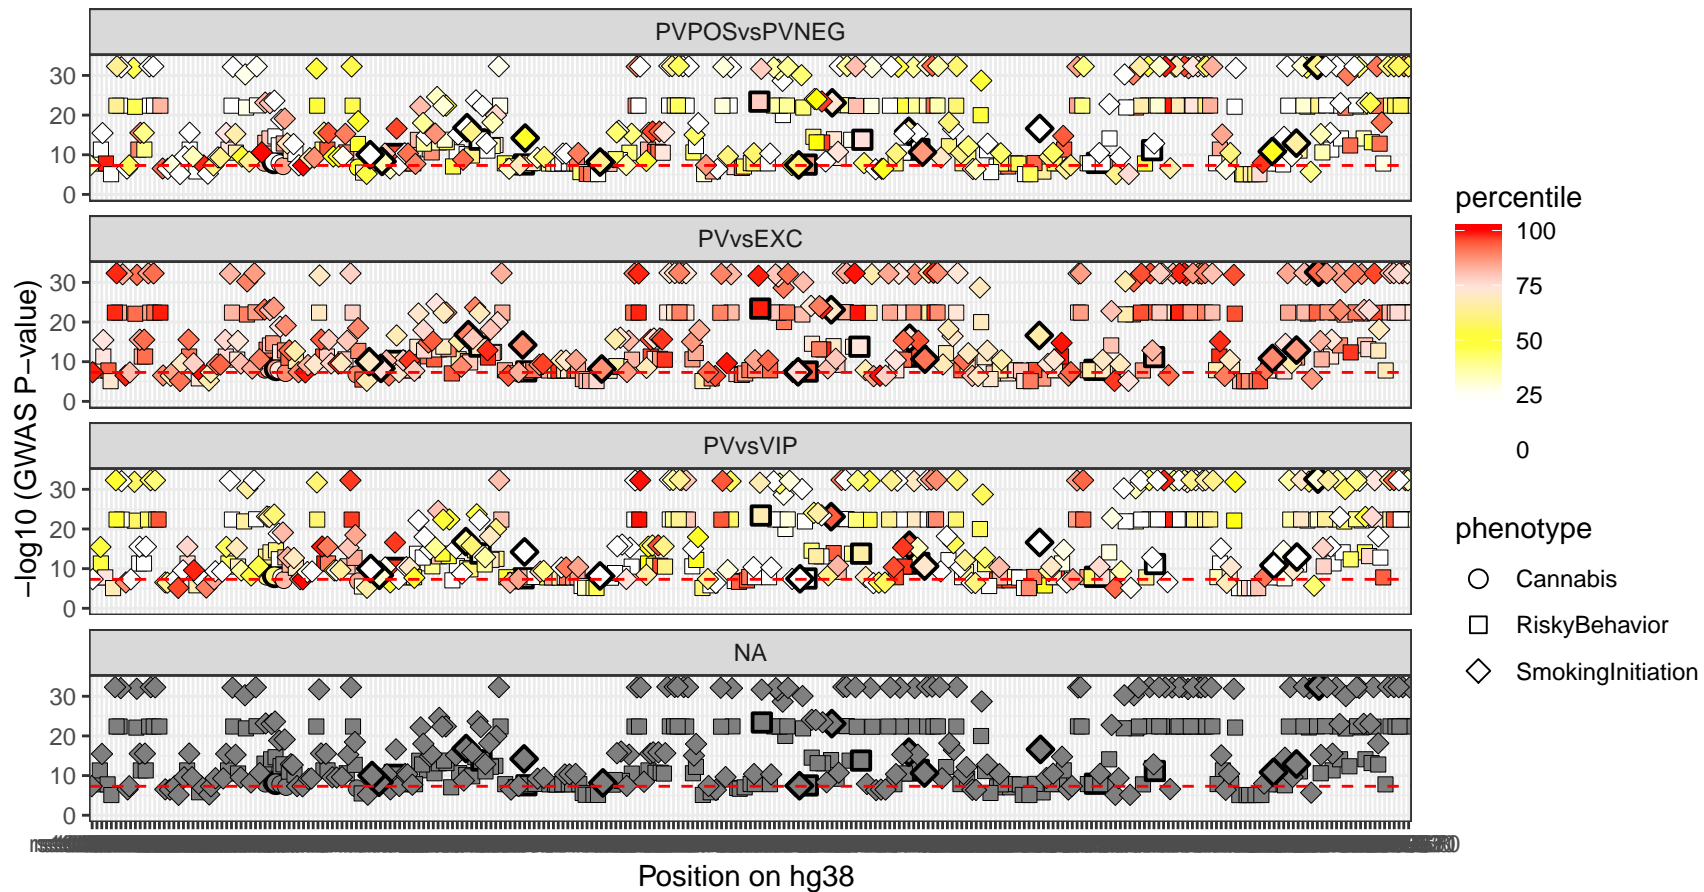 PVPOSvsPVNEG
30
20
10
0
PVvsEXC
30
20
10
0
PVvsVIP
30
20
10
0
NA
30
20
10
0
−log10 (GWAS P−value)
Position on hg38
percentile
100
75
50
25
0
phenotype
Cannabis
RiskyBehavior
SmokingInitiation